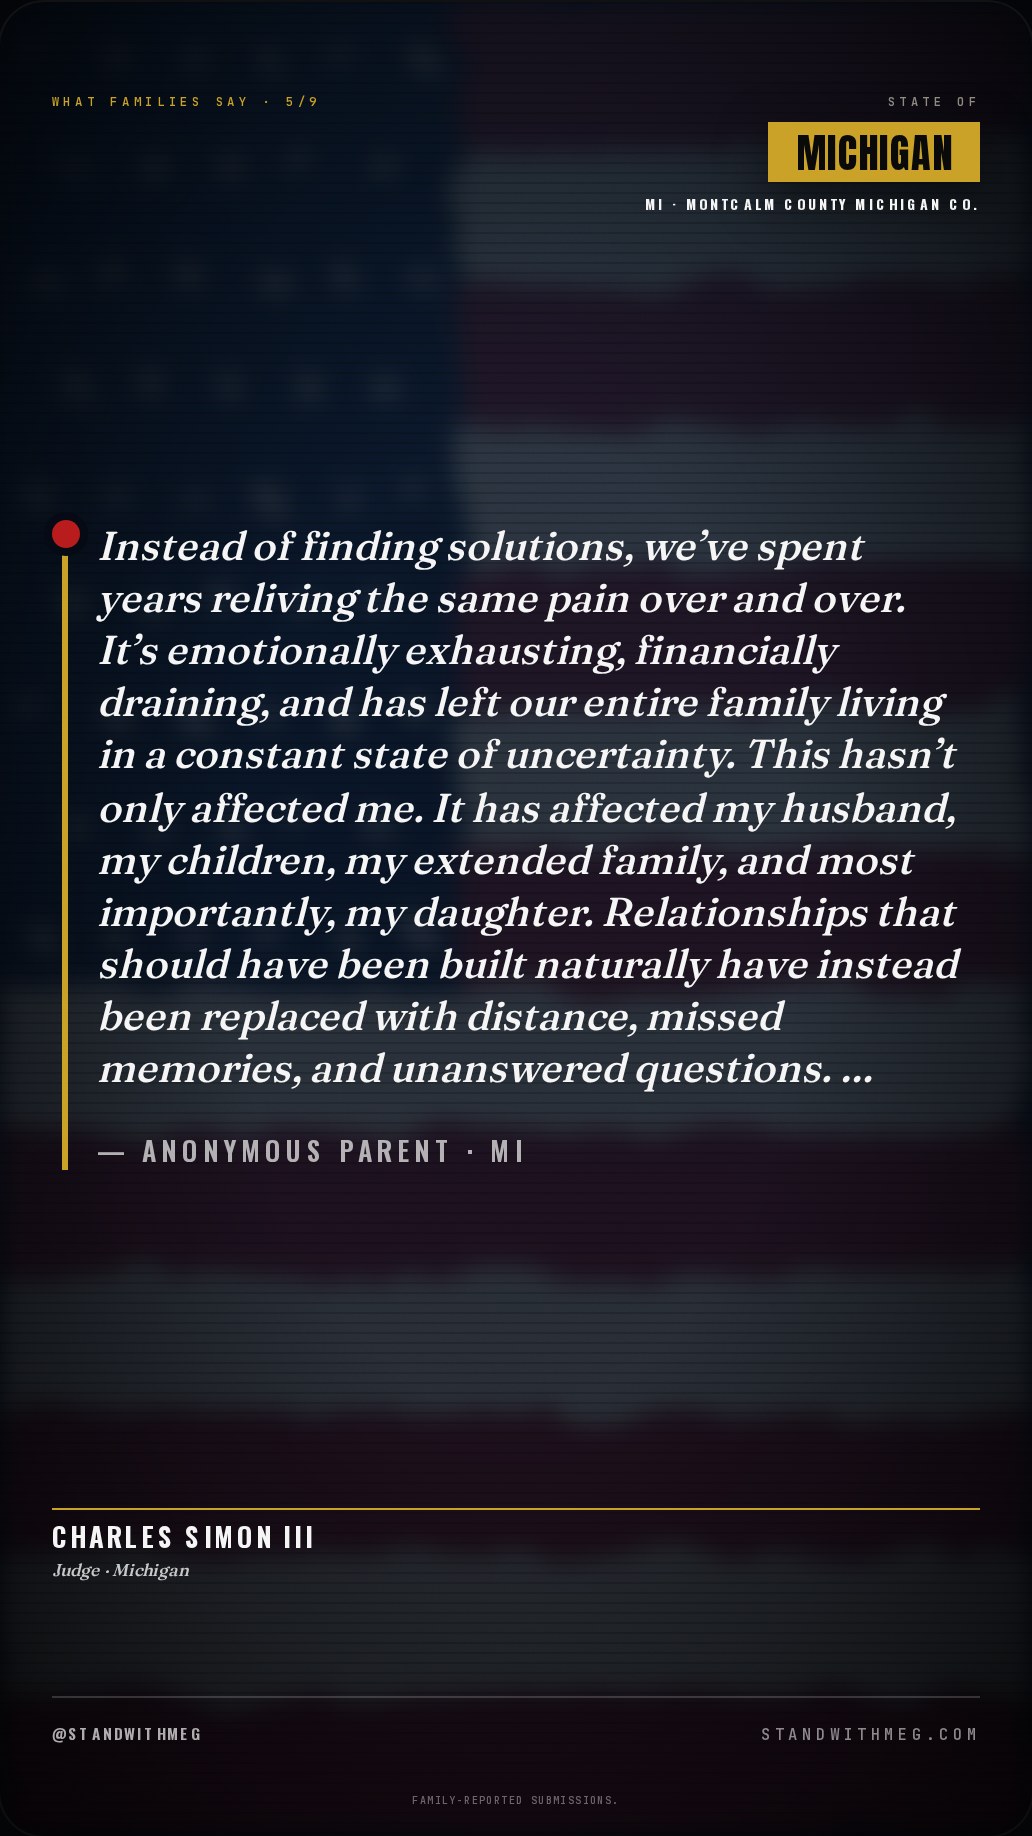 WHAT FAMILIES SAY · 5/9
STATE OF
MICHIGAN
MI · MONTCALM COUNTY MICHIGAN CO.
Instead of finding solutions, we’ve spent
years reliving the same pain over and over.
It’s emotionally exhausting, financially
draining, and has left our entire family living
in a constant state of uncertainty. This hasn’t
only affected me. It has affected my husband,
my children, my extended family, and most
importantly, my daughter. Relationships that
should have been built naturally have instead
been replaced with distance, missed
memories, and unanswered questions. ...
— ANONYMOUS PARENT · MI
CHARLES SIMON III
Judge · Michigan
@STANDWITHMEG
STANDWITHMEG.COM
FAMILY-REPORTED SUBMISSIONS.